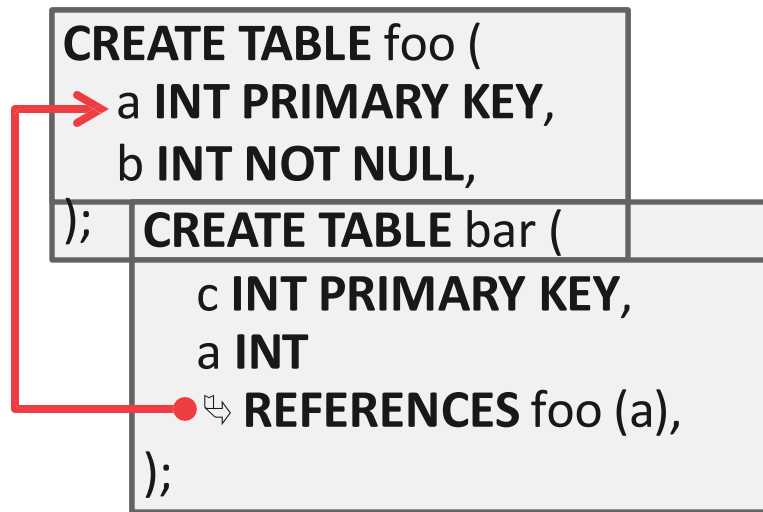 CREATE TABLE foo (
a INT PRIMARY KEY,
b INT NOT NULL,
);
CREATE TABLE bar (
c INT PRIMARY KEY,
a INT
⮱ REFERENCES foo (a),
);